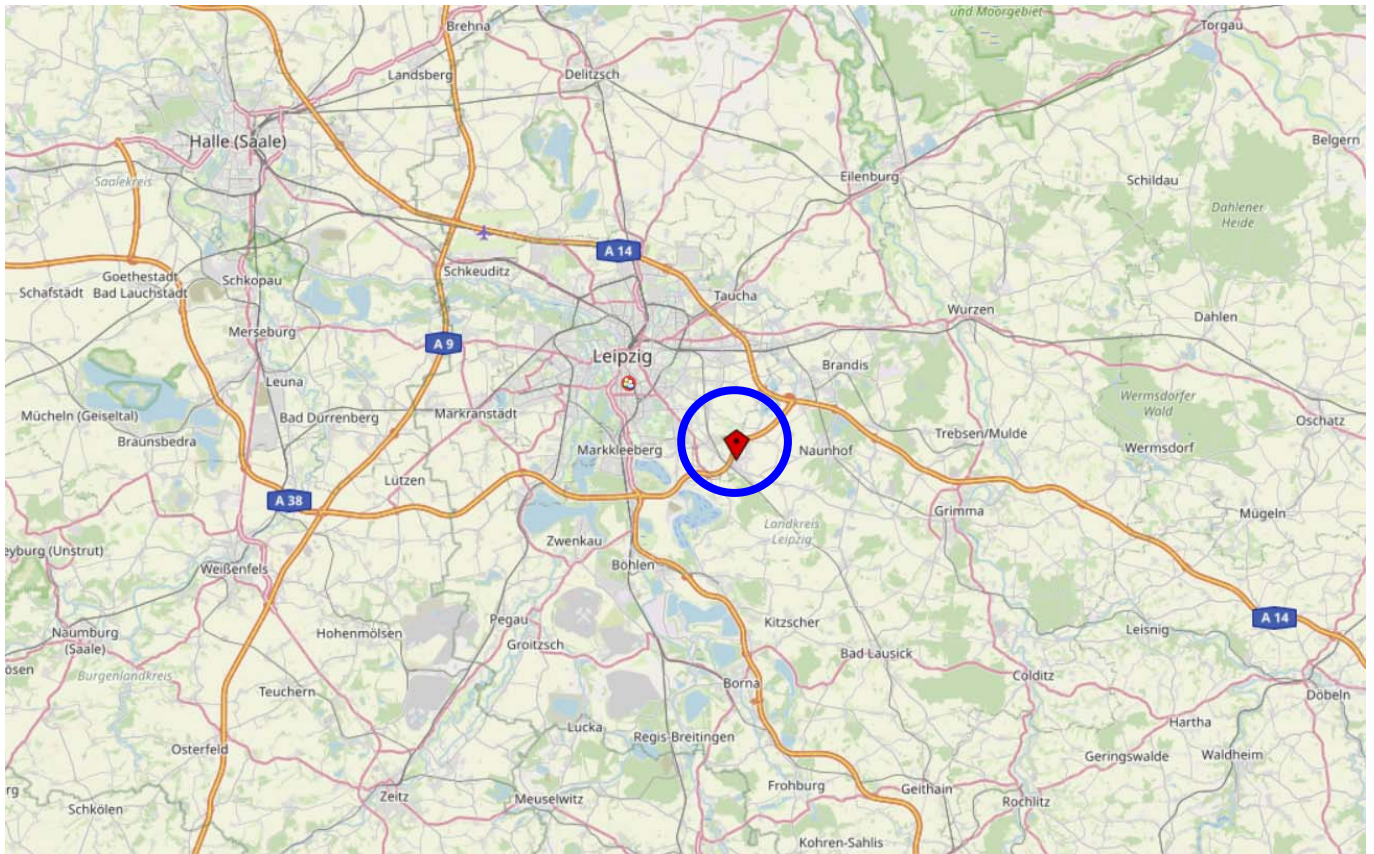 und Moorgebiet
Torgau
Brehna
Landsberg
Delitzsch
Halle (Saale)
Belgern
Saalekreis
Eilenburg
Schildau
Dahlener
Heide
A 14
Goethestadt
Bad Lauchstädt
Schafstädt
Schkopau
Schkeuditz
Taucha
Wurzen
Dahlen
Merseburg
A 9
Leipzig
Brandis
Leuna
Wermsdorfer
Wald
Mücheln (Geiseltal)
Bad Dürrenberg
Markranstädt
Oschatz
Braunsbedra
Markkleeberg
Naunhof
Trebsen/Mulde
Wermsdorf
Lützen
A 38
Grimma
Mügeln
Landkreis
Leipzig
Zwenkau
eyburg (Unstrut)
Böhlen
Weißenfels
A 14
Pegau
Kitzscher
Naumburg
(Saale)
Hohenmölsen
Groitzsch
Leisnig
Bad Lausick
ösen
Burgenlandkreis
Colditz
Borna
Teuchern
Döbeln
Lucka
Regis-Breitingen
Hartha
Osterfeld
Geringswalde
Waldheim
rg
Frohburg
Geithain
Zeitz
Meuselwitz
Rochlitz
Schkölen
Kohren-Sahlis